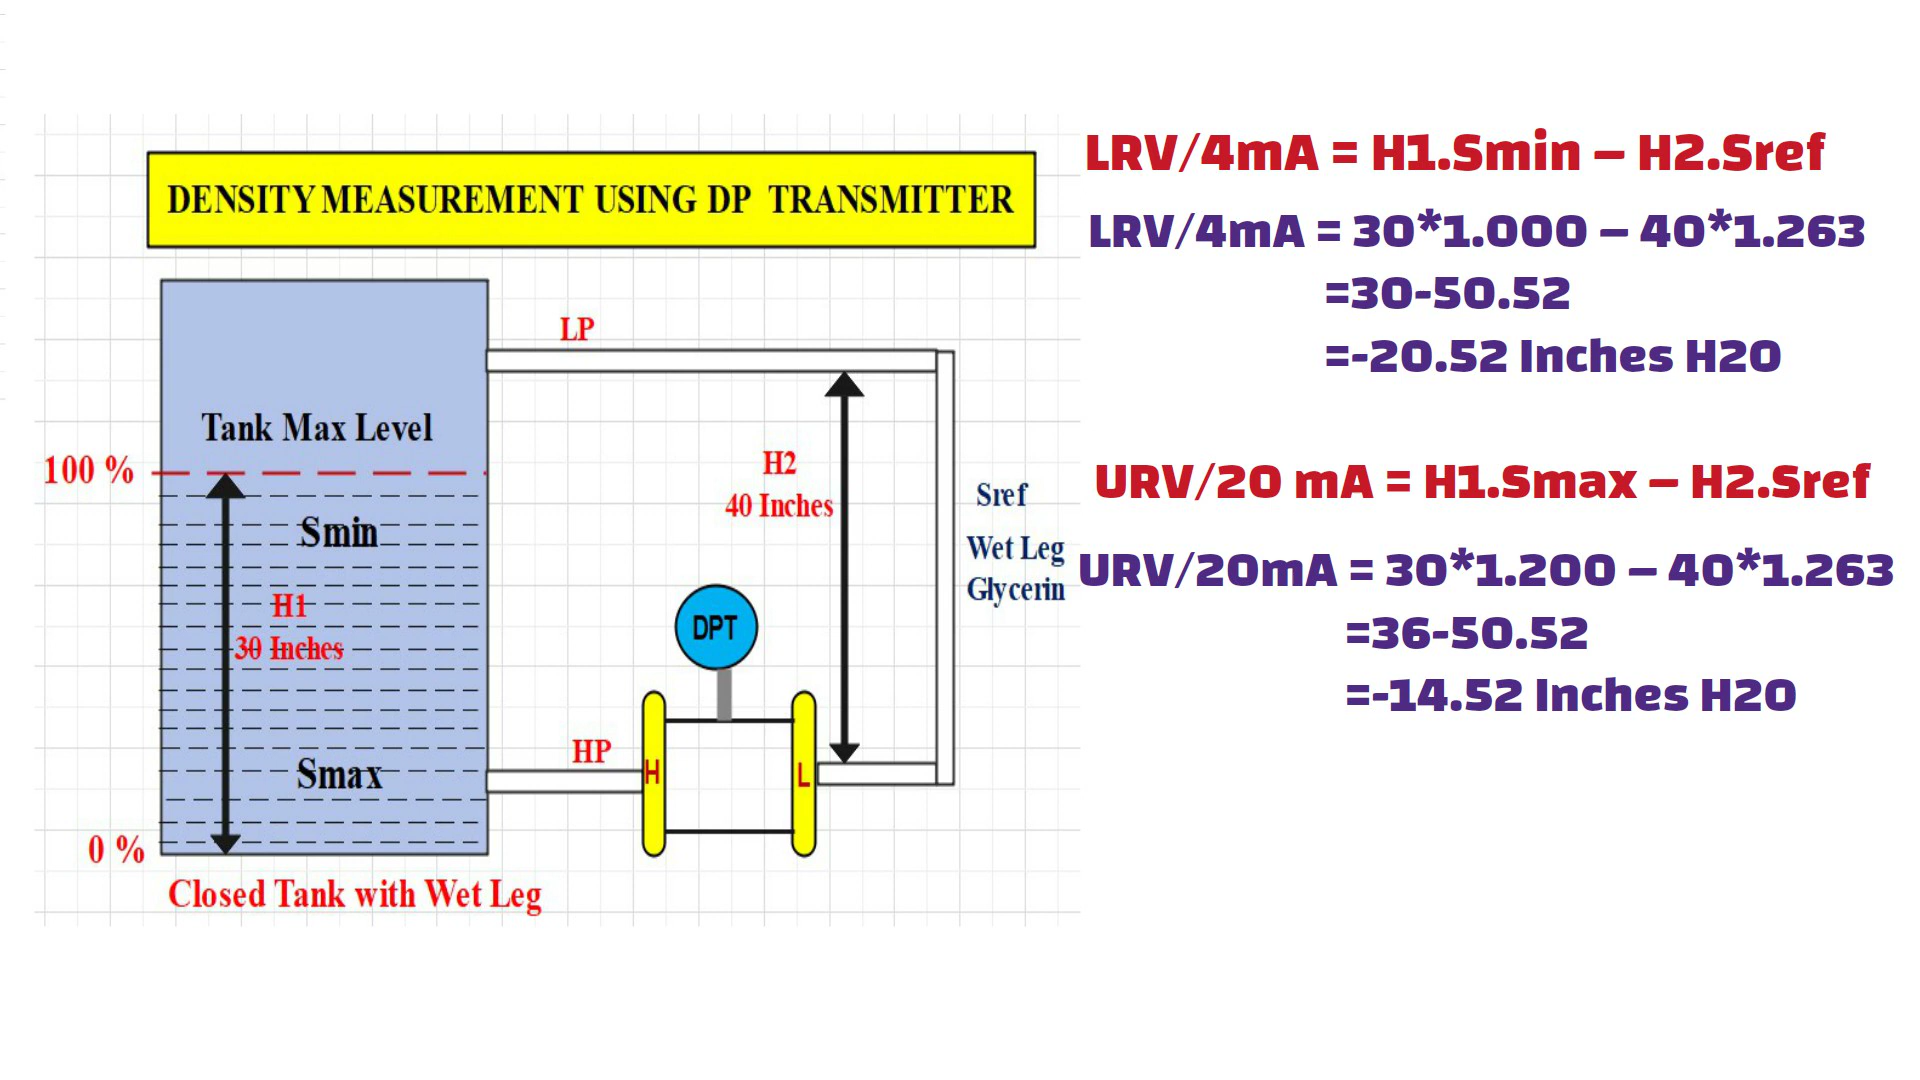 DENSITY MEASUREMENT USING DP TRANSMITTER
LP
Tank Max Level
100 %
Smin
H1
30 Inches
Smax
0 %
Closed Tank with Wet Leg
H2
40 Inches
Sref
Wet Leg
Glycerin
DPT
HP
H
L
LRV/4mA = H1.Smin – H2.Sref
LRV/4mA = 30*1.000 – 40*1.263
=30-50.52
=-20.52 Inches H20
URV/20 mA = H1.Smax – H2.Sref
URV/20mA = 30*1.200 – 40*1.263
=36-50.52
=-14.52 Inches H20